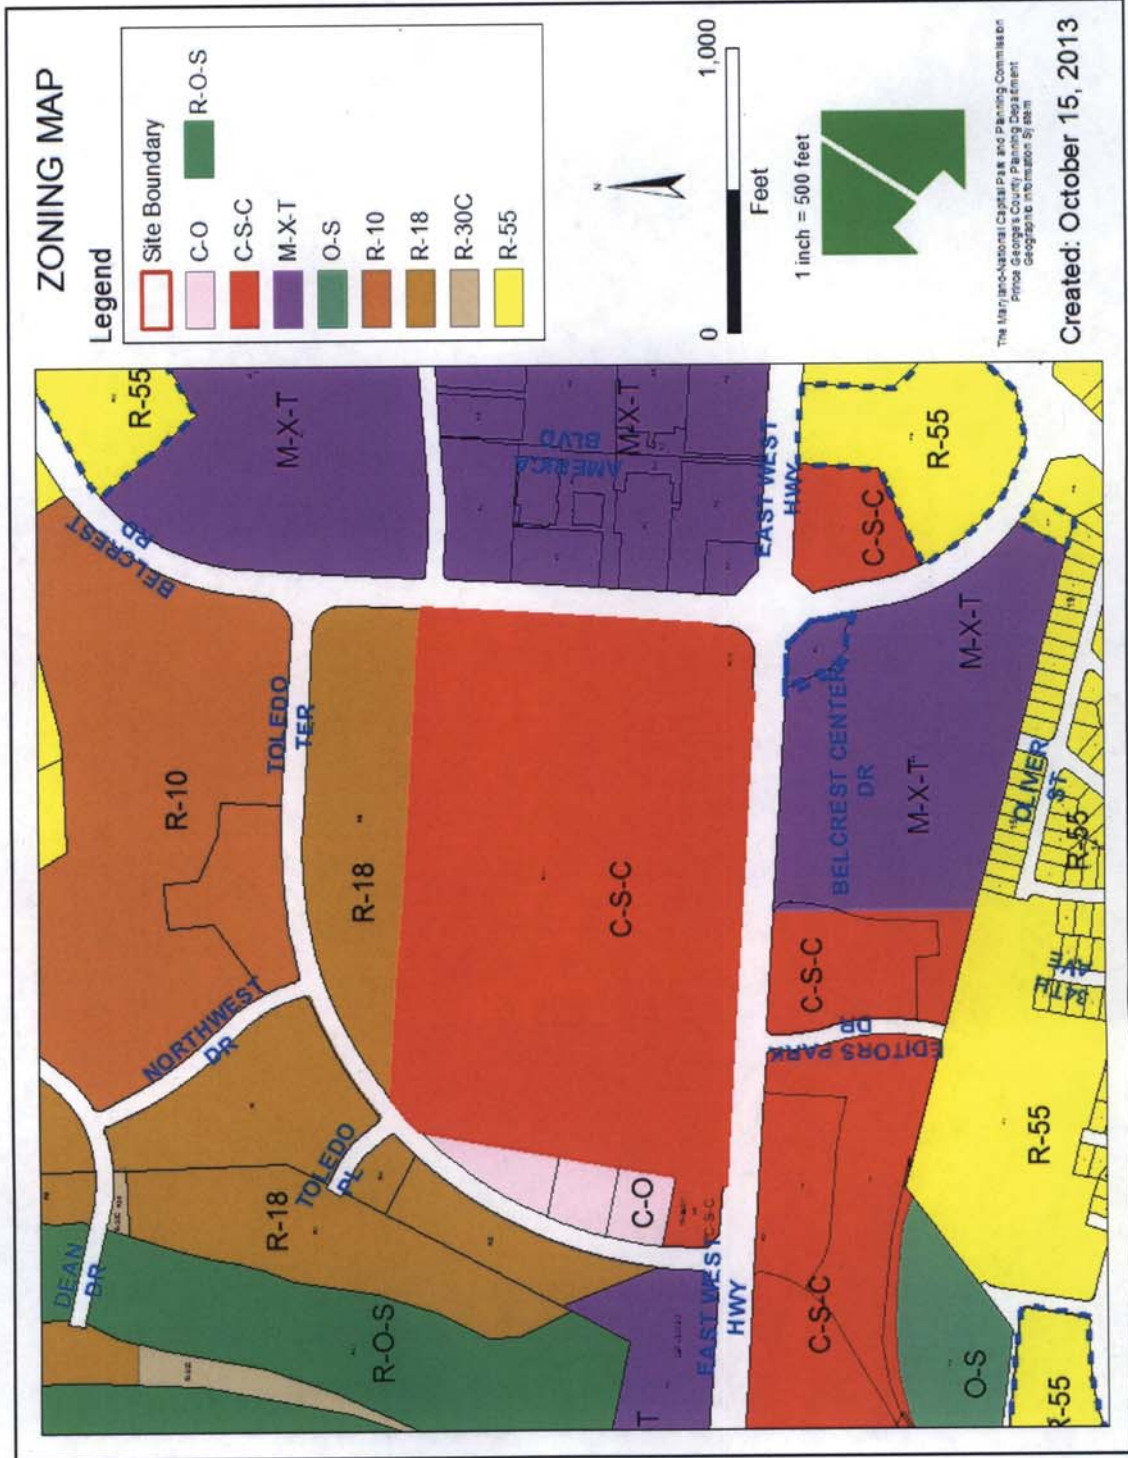 ZONING MAP
Legend
Site Boundary
C-O
R-O-S
C-S-C
M-X-T
O-S
R-10
R-18
R-30C
R-55
N
0
1,000
Feet
1 inch = 500 feet
The Maryland-National Capital Park and Planning Commission
Prince George's County Planning Department
Geographic Information System
Created: October 15, 2013
R-55
M-X-T
BELCREST
RD
R-10
TOLEDO
TER
NORTHWEST
DR
R-18
TOLEDO
PL
R-18
DEAN
DR
R-O-S
C-S-C
C-O
C-S-C
AMERICA
BLVD
M-X-T
EAST WEST
HWY
C-S-C
R-55
EAST WEST
HWY
T
BELCREST CENTER
DR
M-X-T
M-X-T
C-S-C
EDITORS PARK
DR
C-S-C
O-S
OLIVER
ST
R-55
34TH
AVE
R-55
R-55